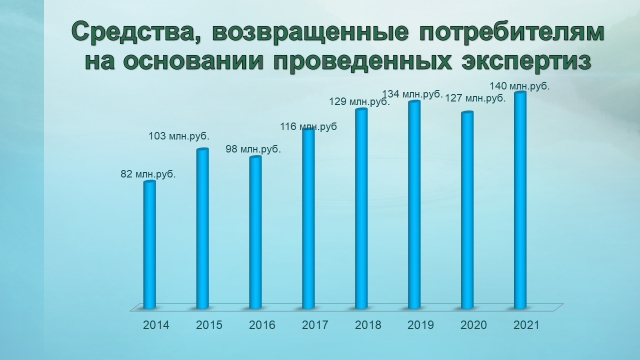 Средства, возвращенные потребителям
на основании проведенных экспертиз
82 млн.руб.
103 млн.руб.
98 млн.руб.
116 млн.руб
129 млн.руб.
134 млн.руб.
127 млн.руб.
140 млн.руб.
2014 2015 2016 2017 2018 2019 2020 2021